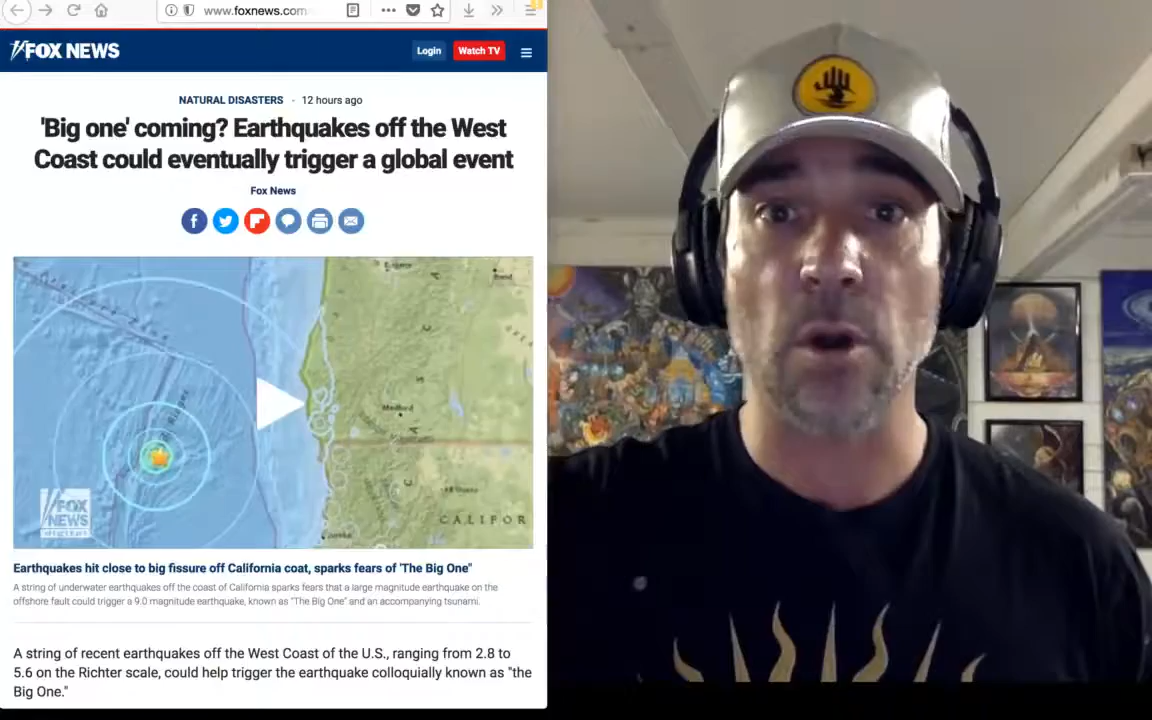 www.foxnews.com
FOX NEWS
Login
Watch TV
NATURAL DISASTERS - 12 hours ago
'Big one' coming? Earthquakes off the West
Coast could eventually trigger a global event
Fox News
Medford
CALIFOR
FOX
NEWS
Earthquakes hit close to big fissure off California coat, sparks fears of 'The Big One"
A string of underwater earthquakes off the coast of California sparks fears that a large magnitude earthquake on the
offshore fault could trigger a 9.0 magnitude earthquake, known as "The Big One" and an accompanying tsunami.
A string of recent earthquakes off the West Coast of the U.S., ranging from 2.8 to
5.6 on the Richter scale, could help trigger the earthquake colloquially known as "the
Big One."